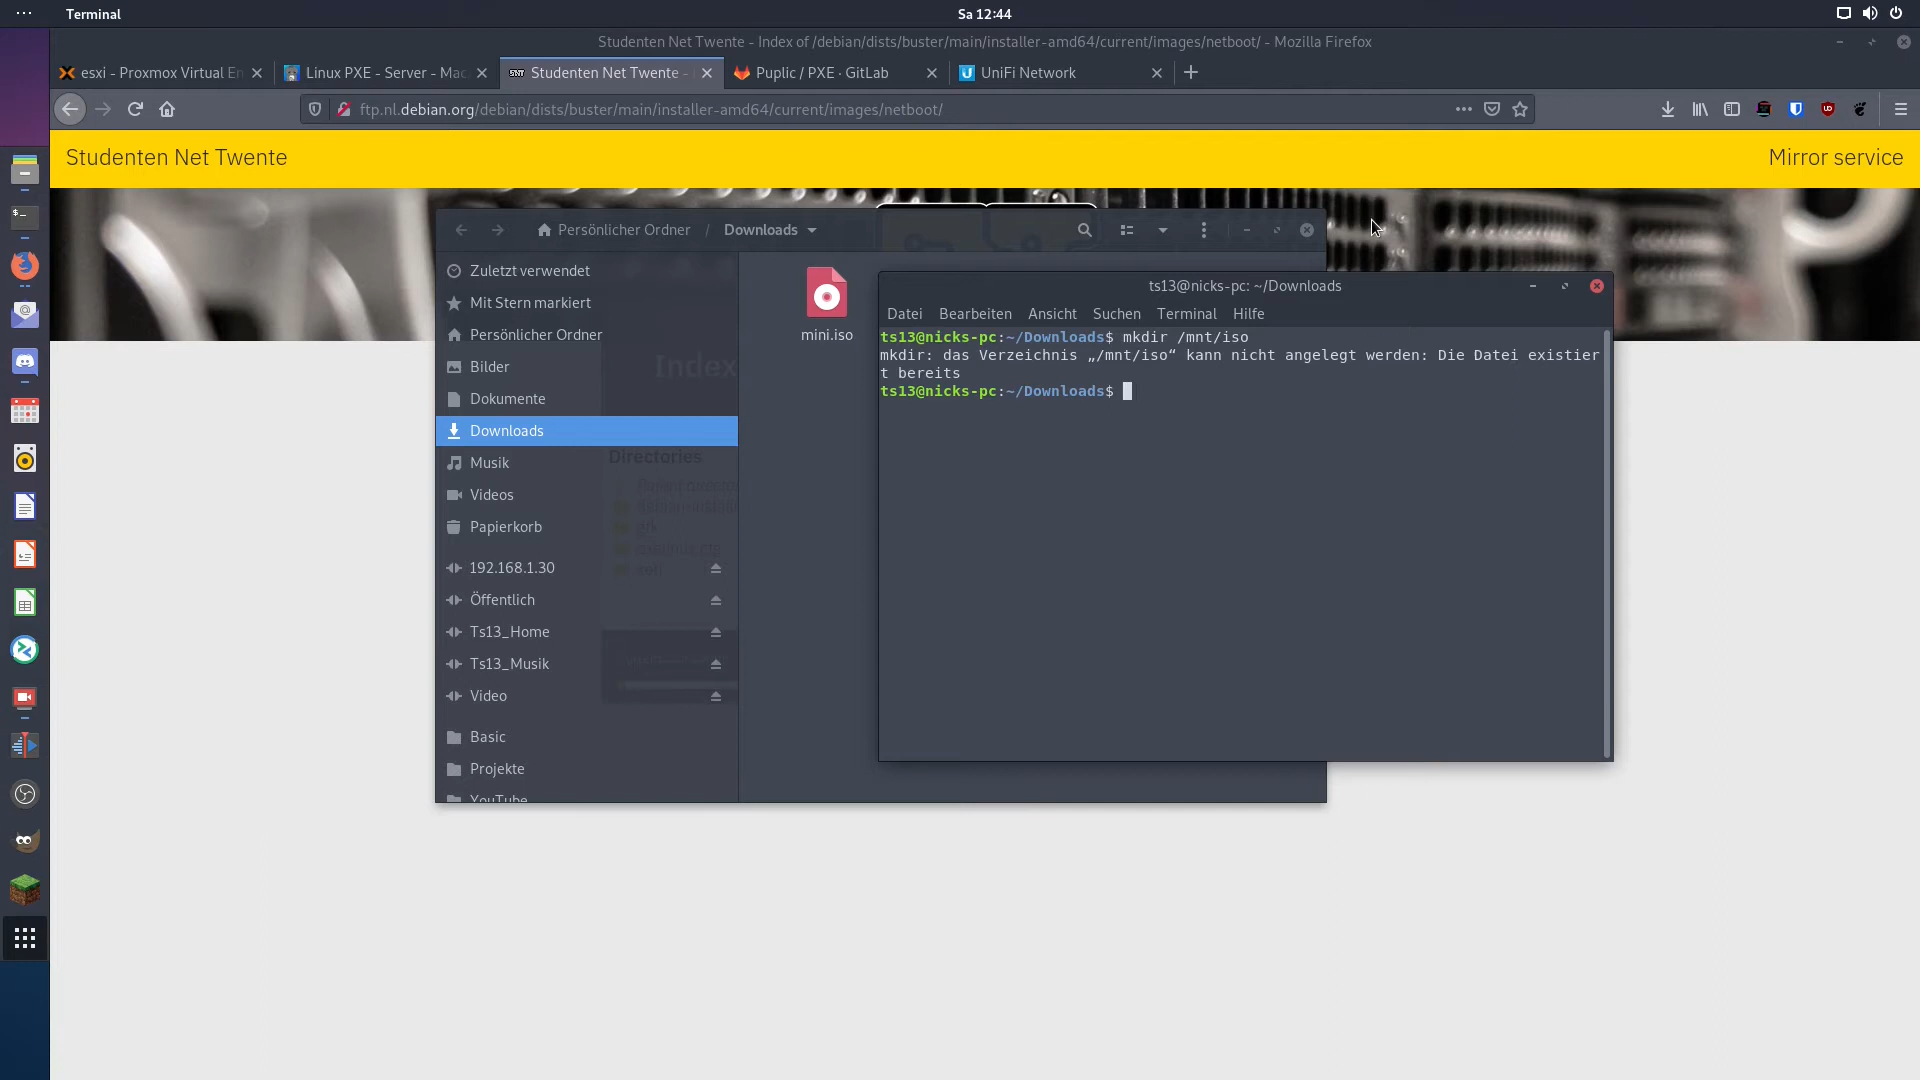 Terminal
Sa 12:44
Studenten Net Twente - Index of /debian/dists/buster/main/installer-amd64/current/images/netboot/ - Mozilla Firefox
esxi - Proxmox Virtual En
Linux PXE - Server - Mac
Studenten Net Twente -
Puplic / PXE · GitLab
UniFi Network
ftp.nl.debian.org/debian/dists/buster/main/installer-amd64/current/images/netboot/
Studenten Net Twente
Mirror service
Persönlicher Ordner / Downloads
Zuletzt verwendet
Mit Stern markiert
Persönlicher Ordner
Bilder
Dokumente
Downloads
Musik
Videos
Papierkorb
192.168.1.30
Öffentlich
Ts13_Home
Ts13_Musik
Video
Basic
Projekte
YouTube
Index
Directories
mini.iso
ts13@nicks-pc: ~/Downloads
Datei Bearbeiten Ansicht Suchen Terminal Hilfe
ts13@nicks-pc:~/Downloads$ mkdir /mnt/iso
mkdir: das Verzeichnis „/mnt/iso“ kann nicht angelegt werden: Die Datei existier
t bereits
ts13@nicks-pc:~/Downloads$